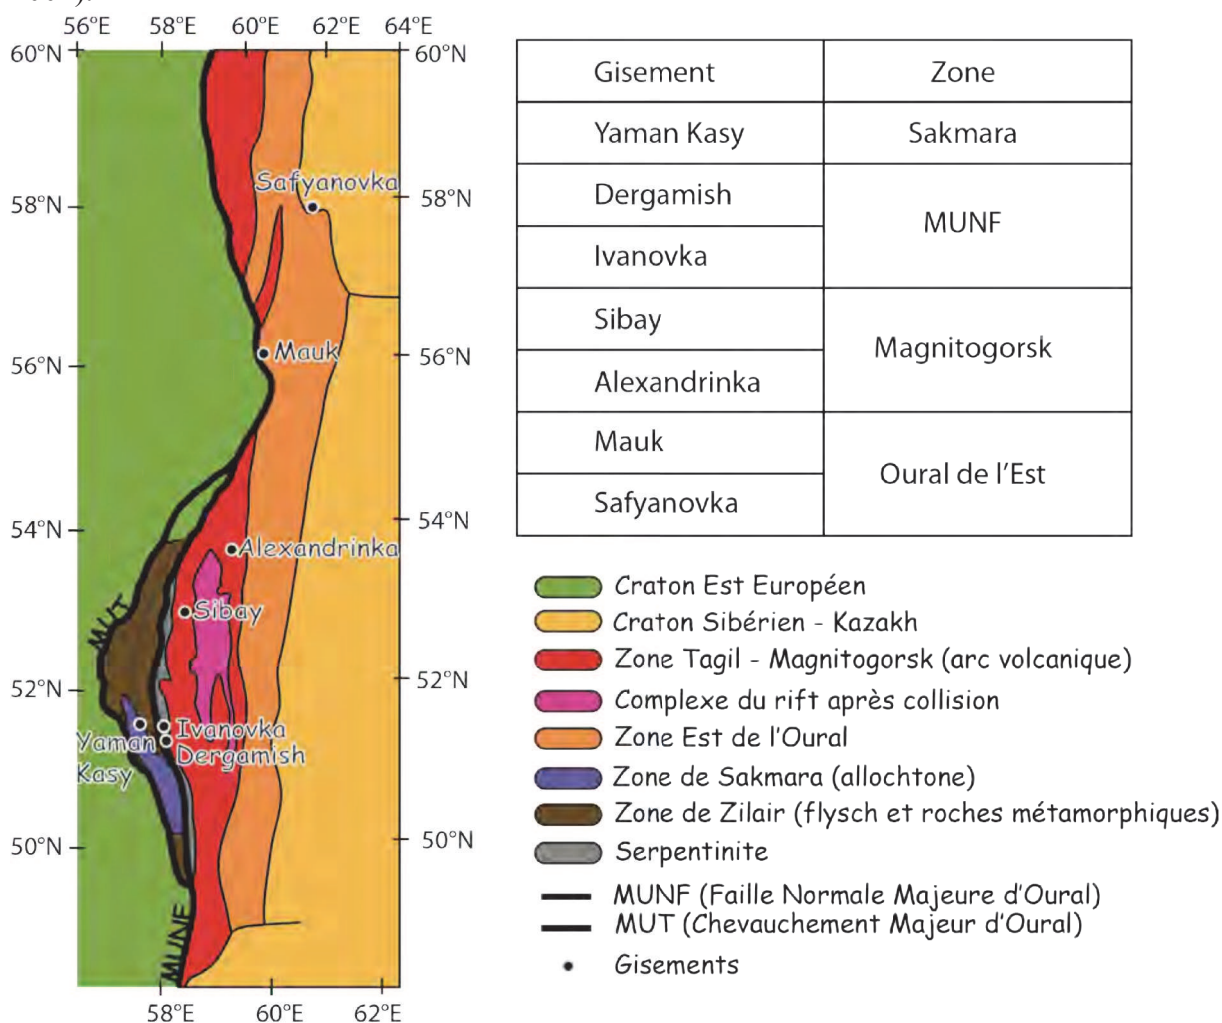 56°E 58°E 60°E 62°E 64°E
60°N 60°N
Safyanovka
58°N 58°N
Mauk
56°N 56°N
54°N 54°N
Alexandrinka
Sibay
MUT
52°N 52°N
Ivanovka
Yaman Dergamish
Kasy
50°N 50°N
MUNF
58°E 60°E 62°E
Gisement Zone
Yaman Kasy Sakmara
Dergamish
MUNF
Ivanovka
Sibay
Magnitogorsk
Alexandrinka
Mauk
Oural de l'Est
Safyanovka
Craton Est Européen
Craton Sibérien - Kazakh
Zone Tagil - Magnitogorsk (arc volcanique)
Complexe du rift après collision
Zone Est de l'Oural
Zone de Sakmara (allochtone)
Zone de Zilair (flysch et roches métamorphiques)
Serpentinite
MUNF (Faille Normale Majeure d'Oural)
MUT (Chevauchement Majeur d'Oural)
Gisements